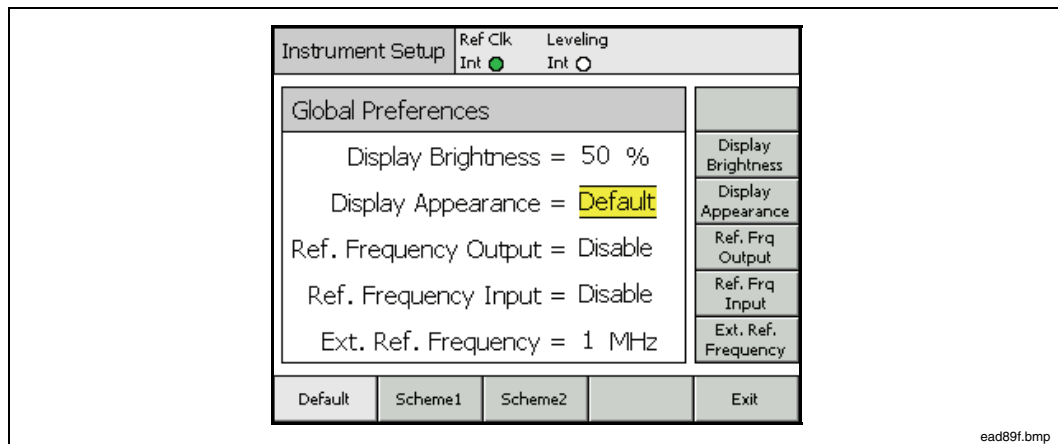 Instrument Setup
Ref Clk Leveling
Int Int
Global Preferences
Display Brightness = 50 %
Display Appearance = Default
Ref. Frequency Output = Disable
Ref. Frequency Input = Disable
Ext. Ref. Frequency = 1 MHz
Display
Brightness
Display
Appearance
Ref. Frq
Output
Ref. Frq
Input
Ext. Ref.
Frequency
Default Scheme1 Scheme2 Exit
ead89f.bmp